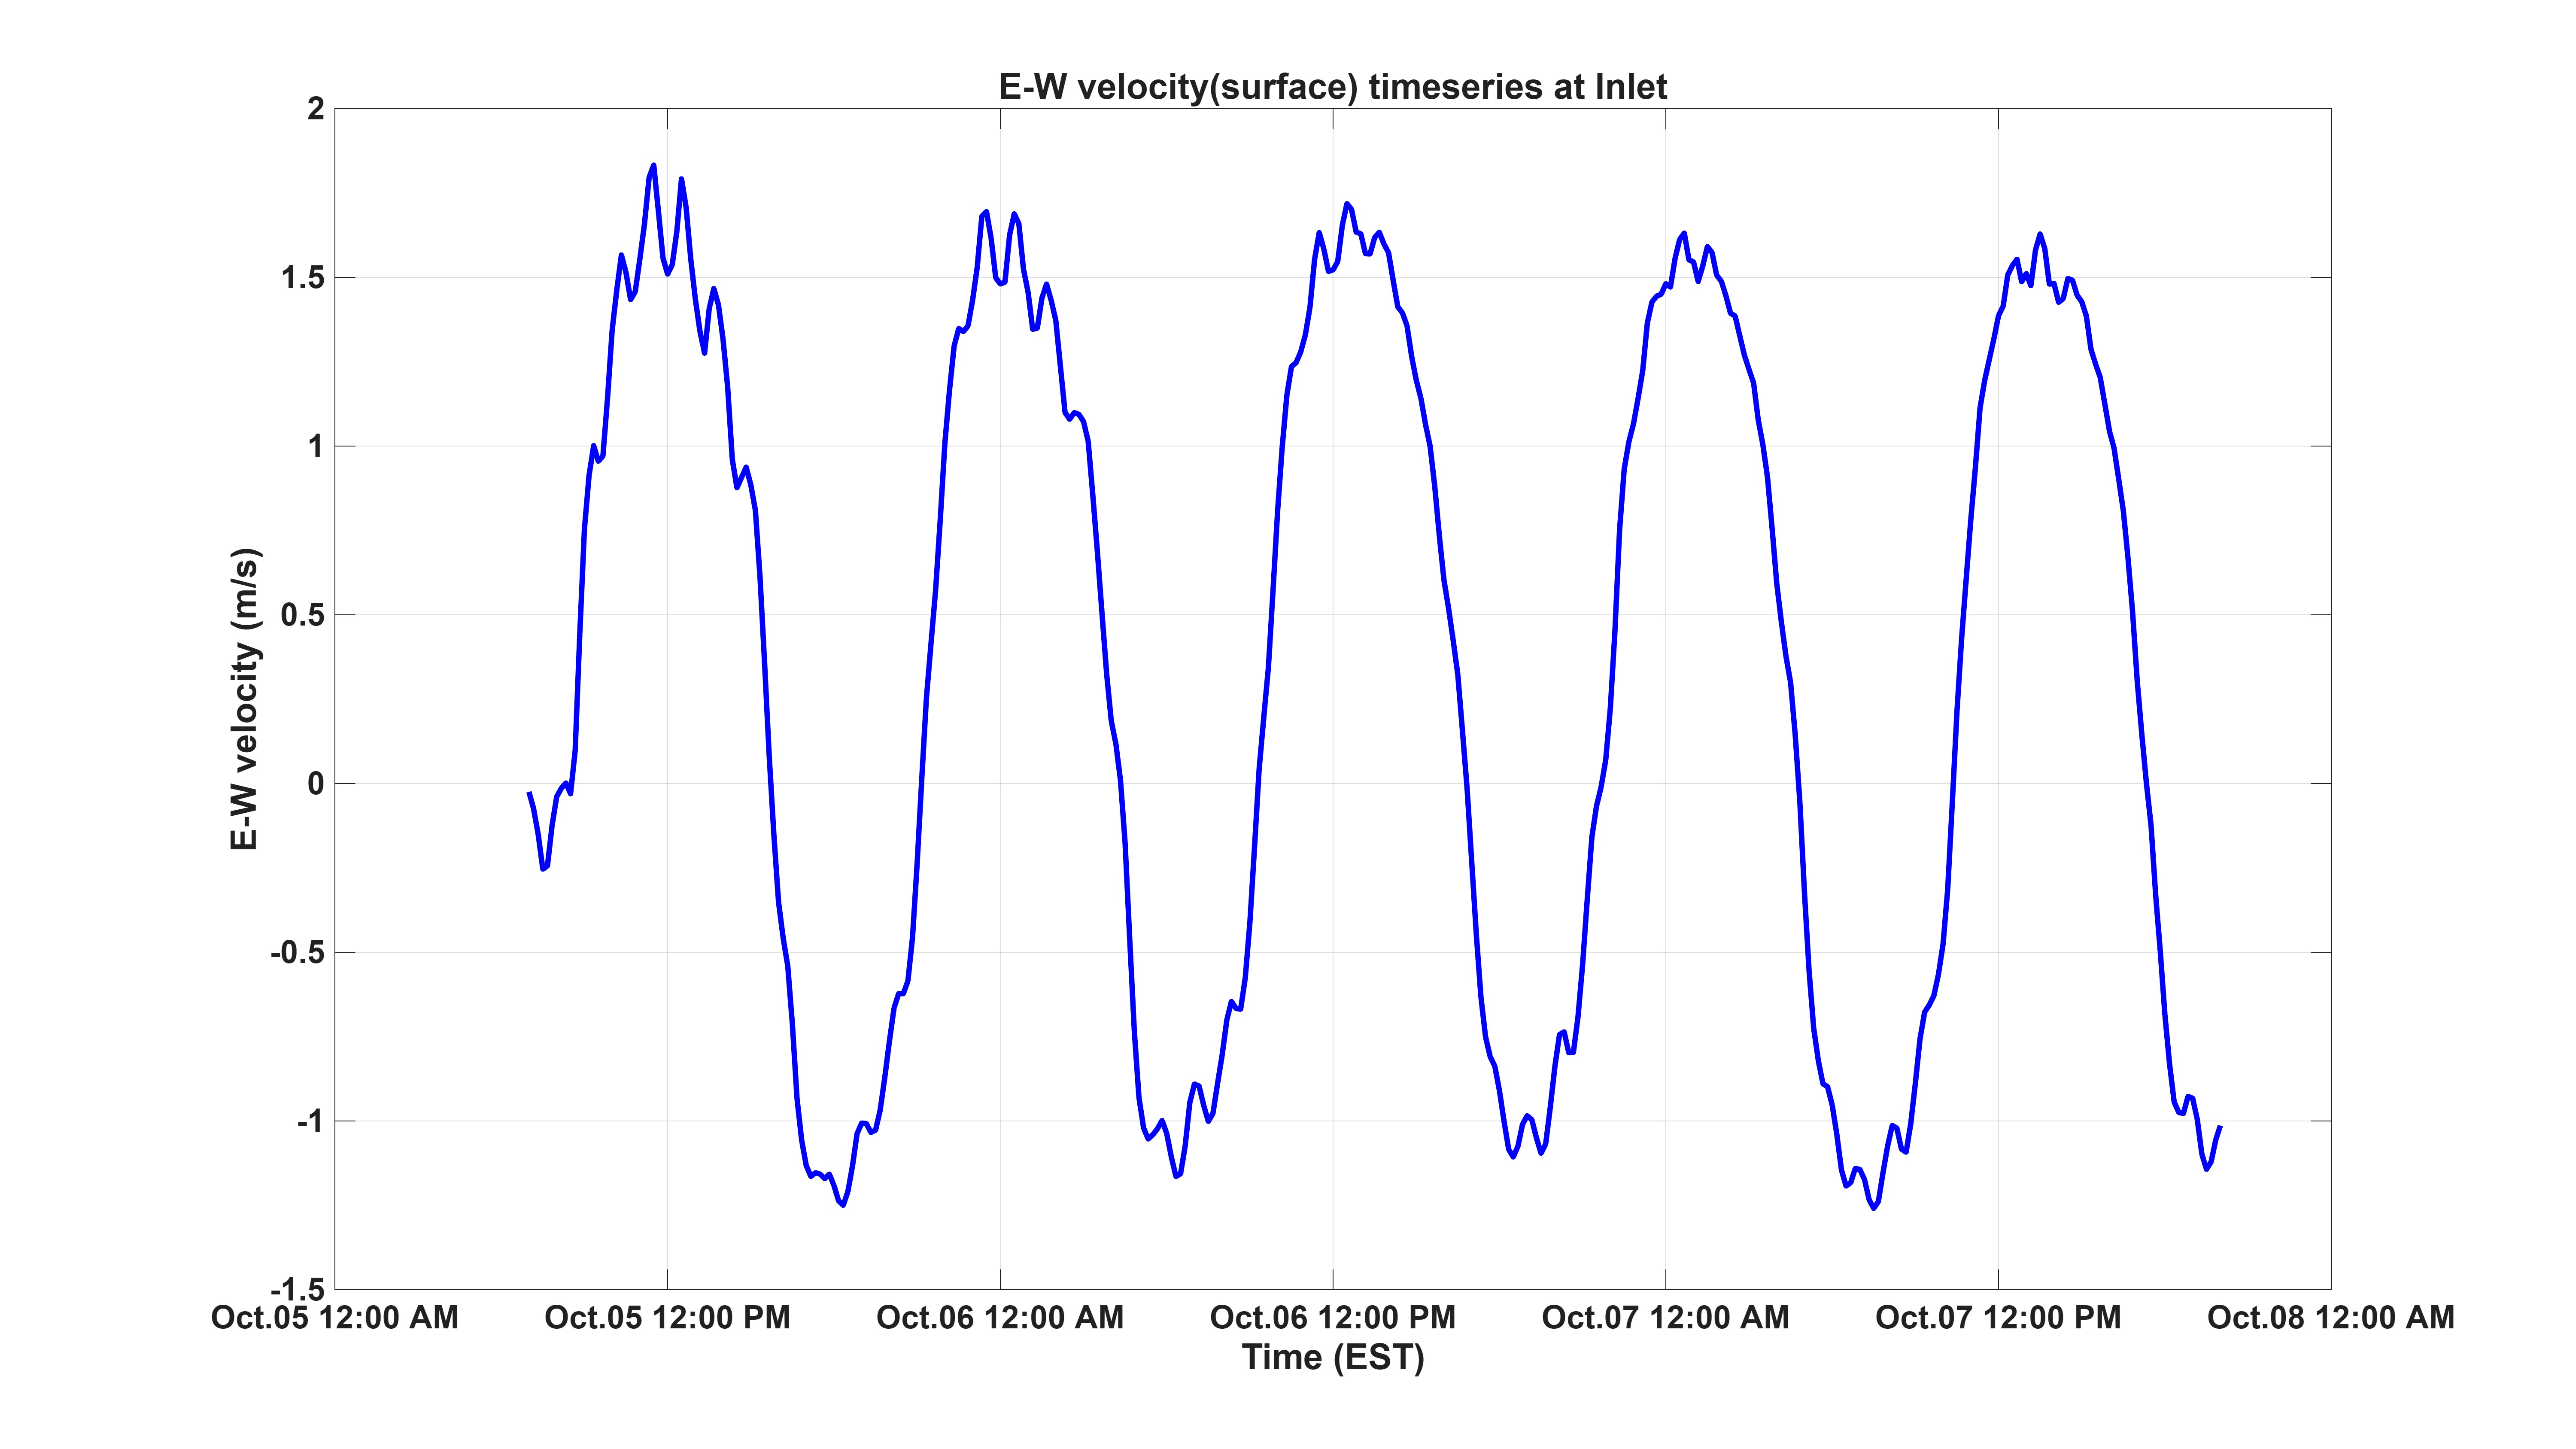 E-W velocity(surface) timeseries at Inlet
2
1.5
1
0.5
0
-0.5
-1
-1.5
E-W velocity (m/s)
Oct.05 12:00 AM
Oct.05 12:00 PM
Oct.06 12:00 AM
Oct.06 12:00 PM
Oct.07 12:00 AM
Oct.07 12:00 PM
Oct.08 12:00 AM
Time (EST)